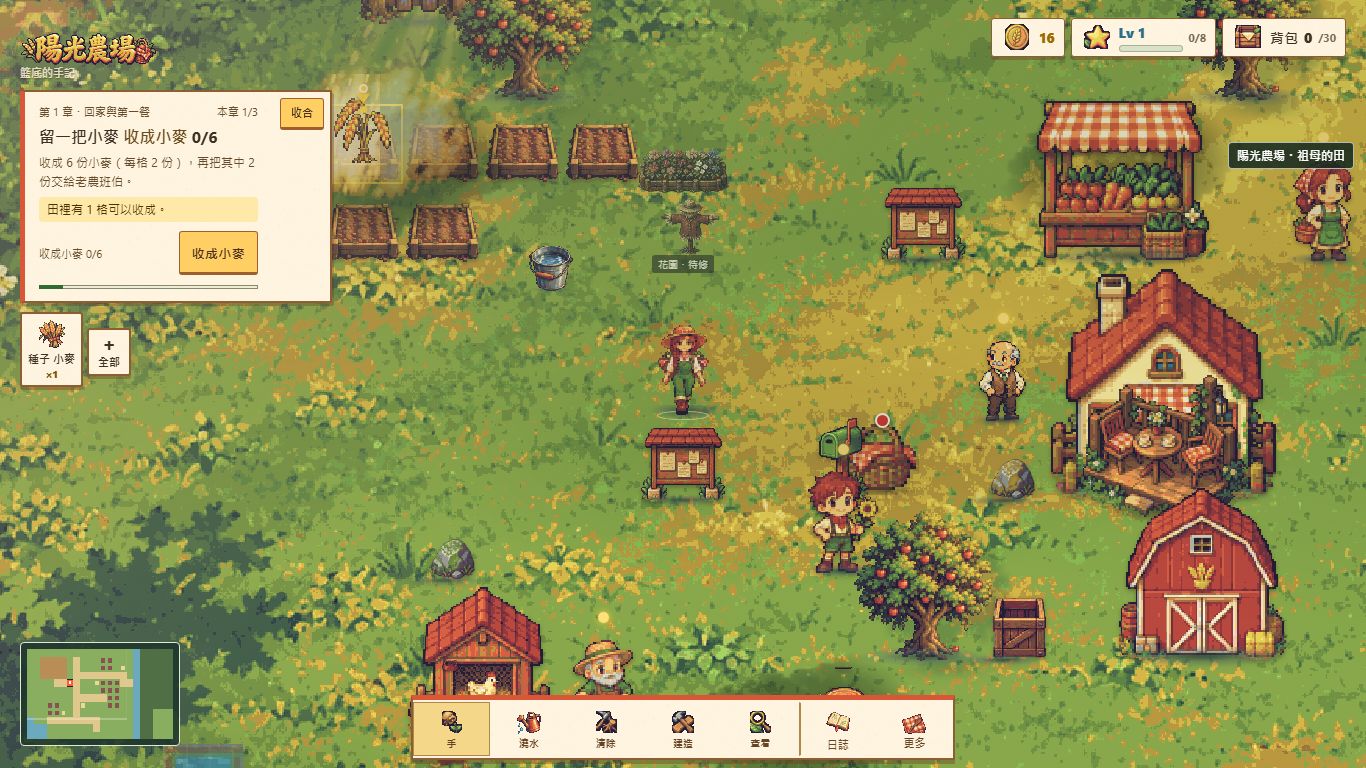 陽光農場
籃底的手記
第 1 章 · 回家與第一餐
本章 1/3
收合
留一把小麥 收成小麥 0/6
收成 6 份小麥（每格 2 份），再把其中 2
份交給老農班伯。
田裡有 1 格可以收成。
收成小麥 0/6
收成小麥
種子 小麥
×1
+
全部
16
Lv 1
0/8
背包 0 /30
陽光農場 · 祖母的田
花圃 · 待修
手
澆水
清除
建造
查看
日誌
更多